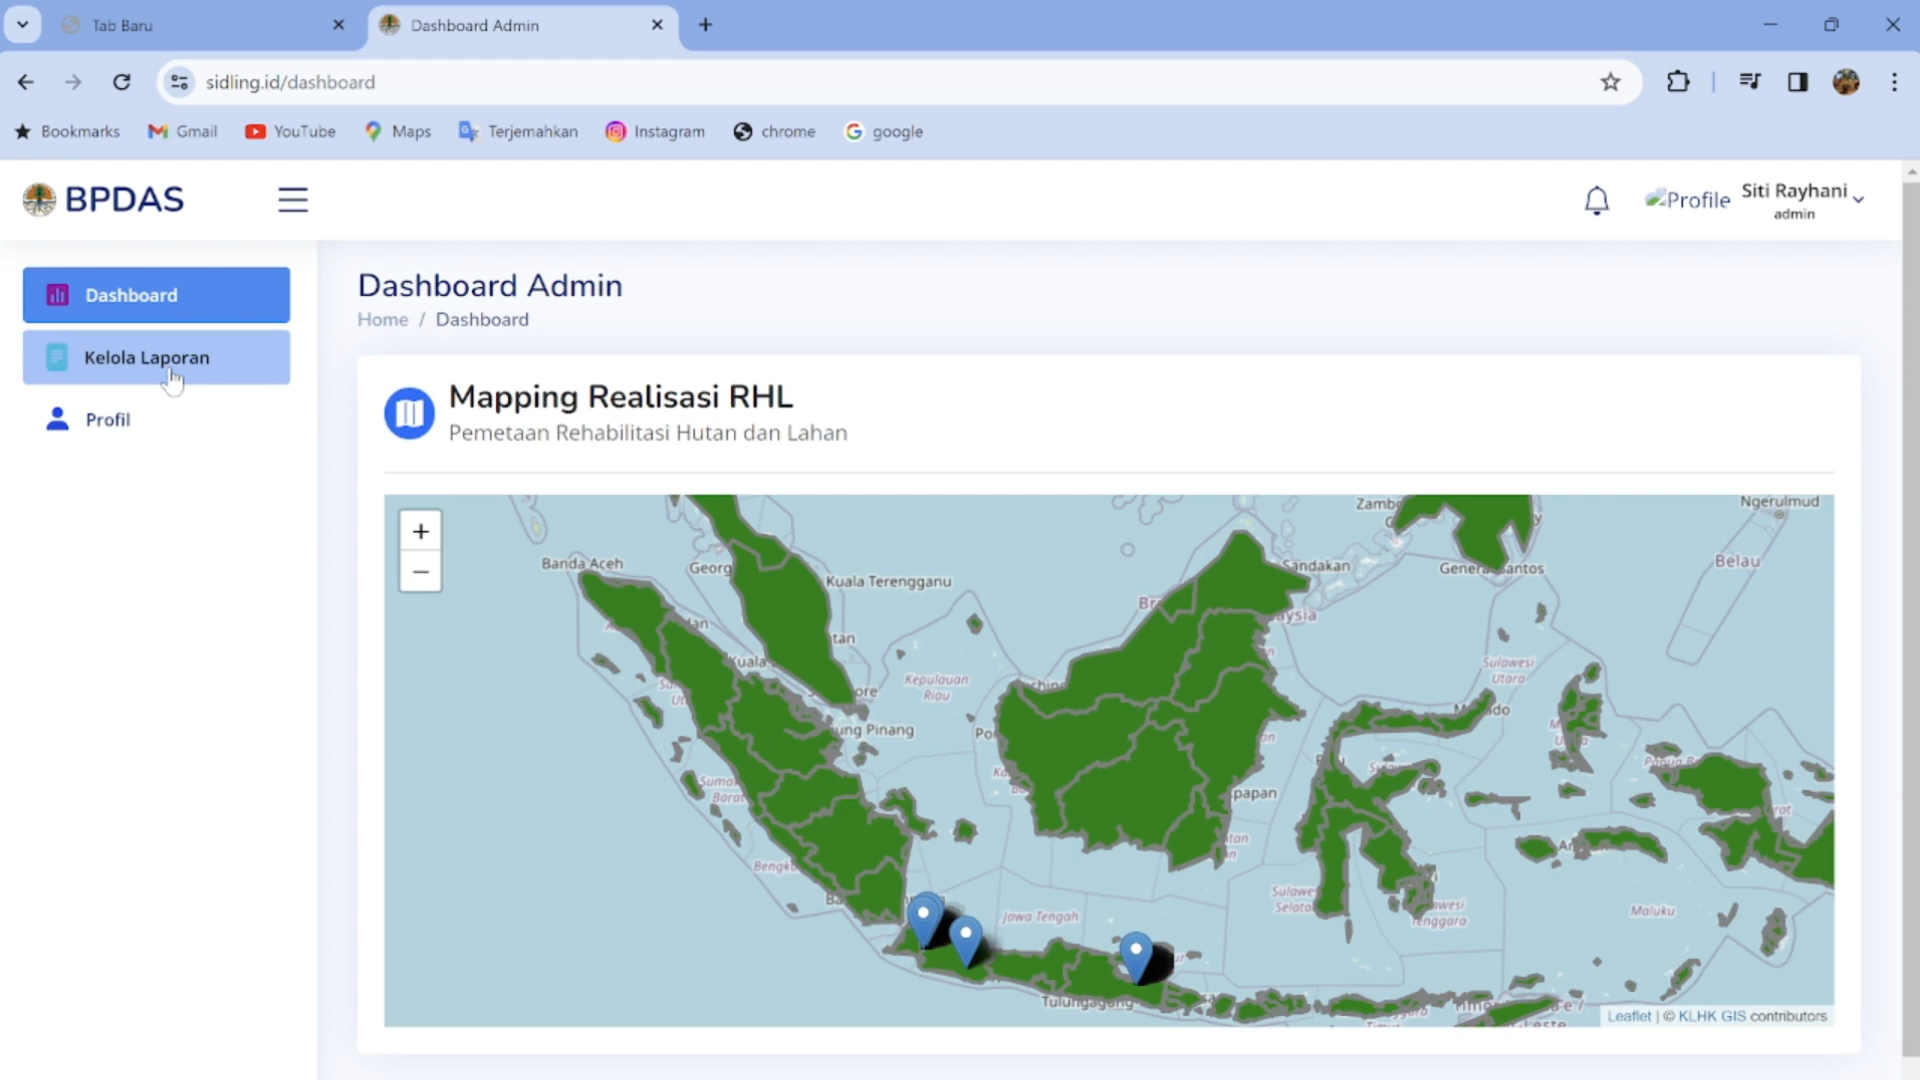 Tab Baru
Dashboard Admin
sidling.id/dashboard
Bookmarks Gmail YouTube Maps Terjemahkan Instagram chrome google
BPDAS
Profile
Siti Rayhani
admin
Dashboard
Kelola Laporan
Profil
Dashboard Admin
Home / Dashboard
Mapping Realisasi RHL
Pemetaan Rehabilitasi Hutan dan Lahan
+
−
Ngerulmud
Banda Aceh
Kuala Terengganu
Sandakan
Belau
Kepulauan
Riau
Sulawesi
Utara
Jawa Tengah
Maluku
Tulungagung
Leaflet | © KLHK GIS contributors